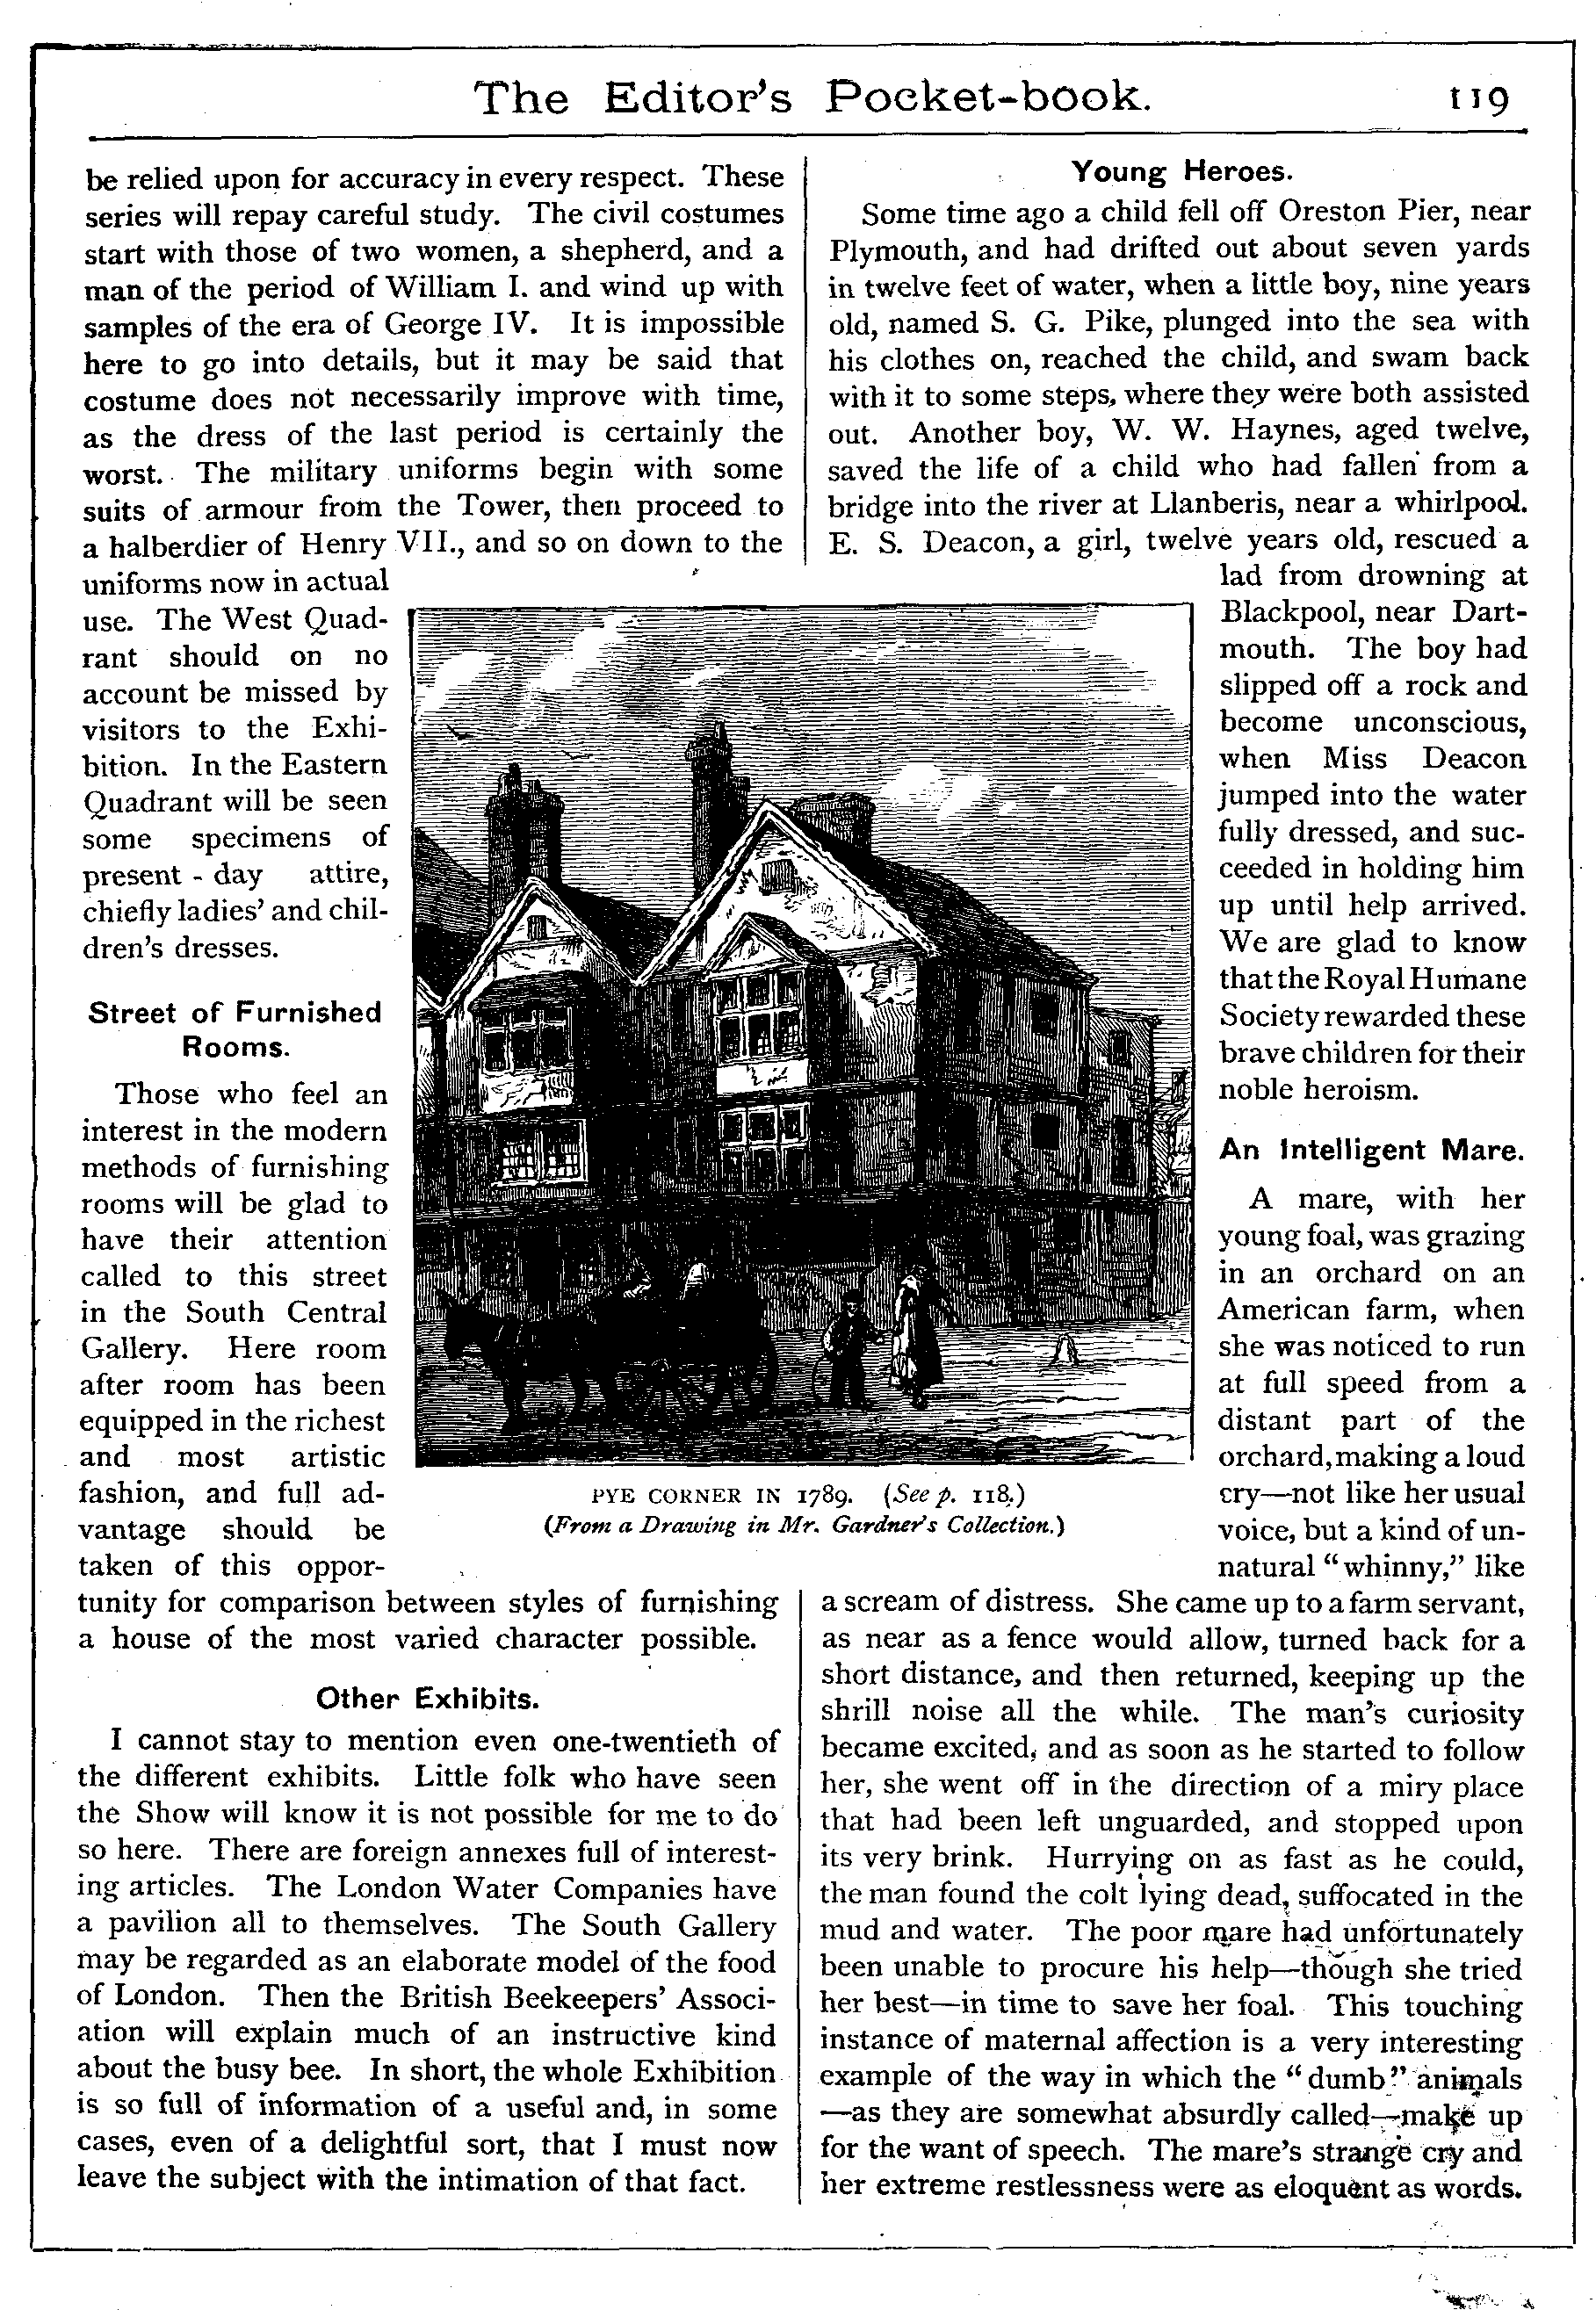 The Editor's Pocket-book. 119
be relied upon for accuracy in every respect. These
series will repay careful study. The civil costumes
start with those of two women, a shepherd, and a
man of the period of William I. and wind up with
samples of the era of George IV. It is impossible
here to go into details, but it may be said that
costume does not necessarily improve with time,
as the dress of the last period is certainly the
worst. The military uniforms begin with some
suits of armour from the Tower, then proceed to
a halberdier of Henry VII., and so on down to the
uniforms now in actual
use. The West Quad-
rant should on no
account be missed by
visitors to the Exhi-
bition. In the Eastern
Quadrant will be seen
some specimens of
present-day attire,
chiefly ladies' and chil-
dren's dresses.
Street of Furnished
Rooms.
Those who feel an
interest in the modern
methods of furnishing
rooms will be glad to
have their attention
called to this street
in the South Central
Gallery. Here room
after room has been
equipped in the richest
and most artistic
fashion, and full ad-
vantage should be
taken of this oppor-
tunity for comparison between styles of furnishing
a house of the most varied character possible.
Other Exhibits.
I cannot stay to mention even one-twentieth of
the different exhibits. Little folk who have seen
the Show will know it is not possible for me to do
so here. There are foreign annexes full of interest-
ing articles. The London Water Companies have
a pavilion all to themselves. The South Gallery
may be regarded as an elaborate model of the food
of London. Then the British Beekeepers' Associ-
ation will explain much of an instructive kind
about the busy bee. In short, the whole Exhibition
is so full of information of a useful and, in some
cases, even of a delightful sort, that I must now
leave the subject with the intimation of that fact.
PYE CORNER IN 1789. (See p. 118.)
(From a Drawing in Mr. Gardner's Collection.)
Young Heroes.
Some time ago a child fell off Oreston Pier, near
Plymouth, and had drifted out about seven yards
in twelve feet of water, when a little boy, nine years
old, named S. G. Pike, plunged into the sea with
his clothes on, reached the child, and swam back
with it to some steps, where they were both assisted
out. Another boy, W. W. Haynes, aged twelve,
saved the life of a child who had fallen from a
bridge into the river at Llanberis, near a whirlpool.
E. S. Deacon, a girl, twelve years old, rescued a
lad from drowning at
Blackpool, near Dart-
mouth. The boy had
slipped off a rock and
become unconscious,
when Miss Deacon
jumped into the water
fully dressed, and suc-
ceeded in holding him
up until help arrived.
We are glad to know
that the Royal Humane
Society rewarded these
brave children for their
noble heroism.
An Intelligent Mare.
A mare, with her
young foal, was grazing
in an orchard on an
American farm, when
she was noticed to run
at full speed from a
distant part of the
orchard, making a loud
cry—not like her usual
voice, but a kind of un-
natural "whinny," like
a scream of distress. She came up to a farm servant,
as near as a fence would allow, turned back for a
short distance, and then returned, keeping up the
shrill noise all the while. The man's curiosity
became excited, and as soon as he started to follow
her, she went off in the direction of a miry place
that had been left unguarded, and stopped upon
its very brink. Hurrying on as fast as he could,
the man found the colt lying dead, suffocated in the
mud and water. The poor mare had unfortunately
been unable to procure his help—though she tried
her best—in time to save her foal. This touching
instance of maternal affection is a very interesting
example of the way in which the "dumb" animals
—as they are somewhat absurdly called—make up
for the want of speech. The mare's strange cry and
her extreme restlessness were as eloquent as words.